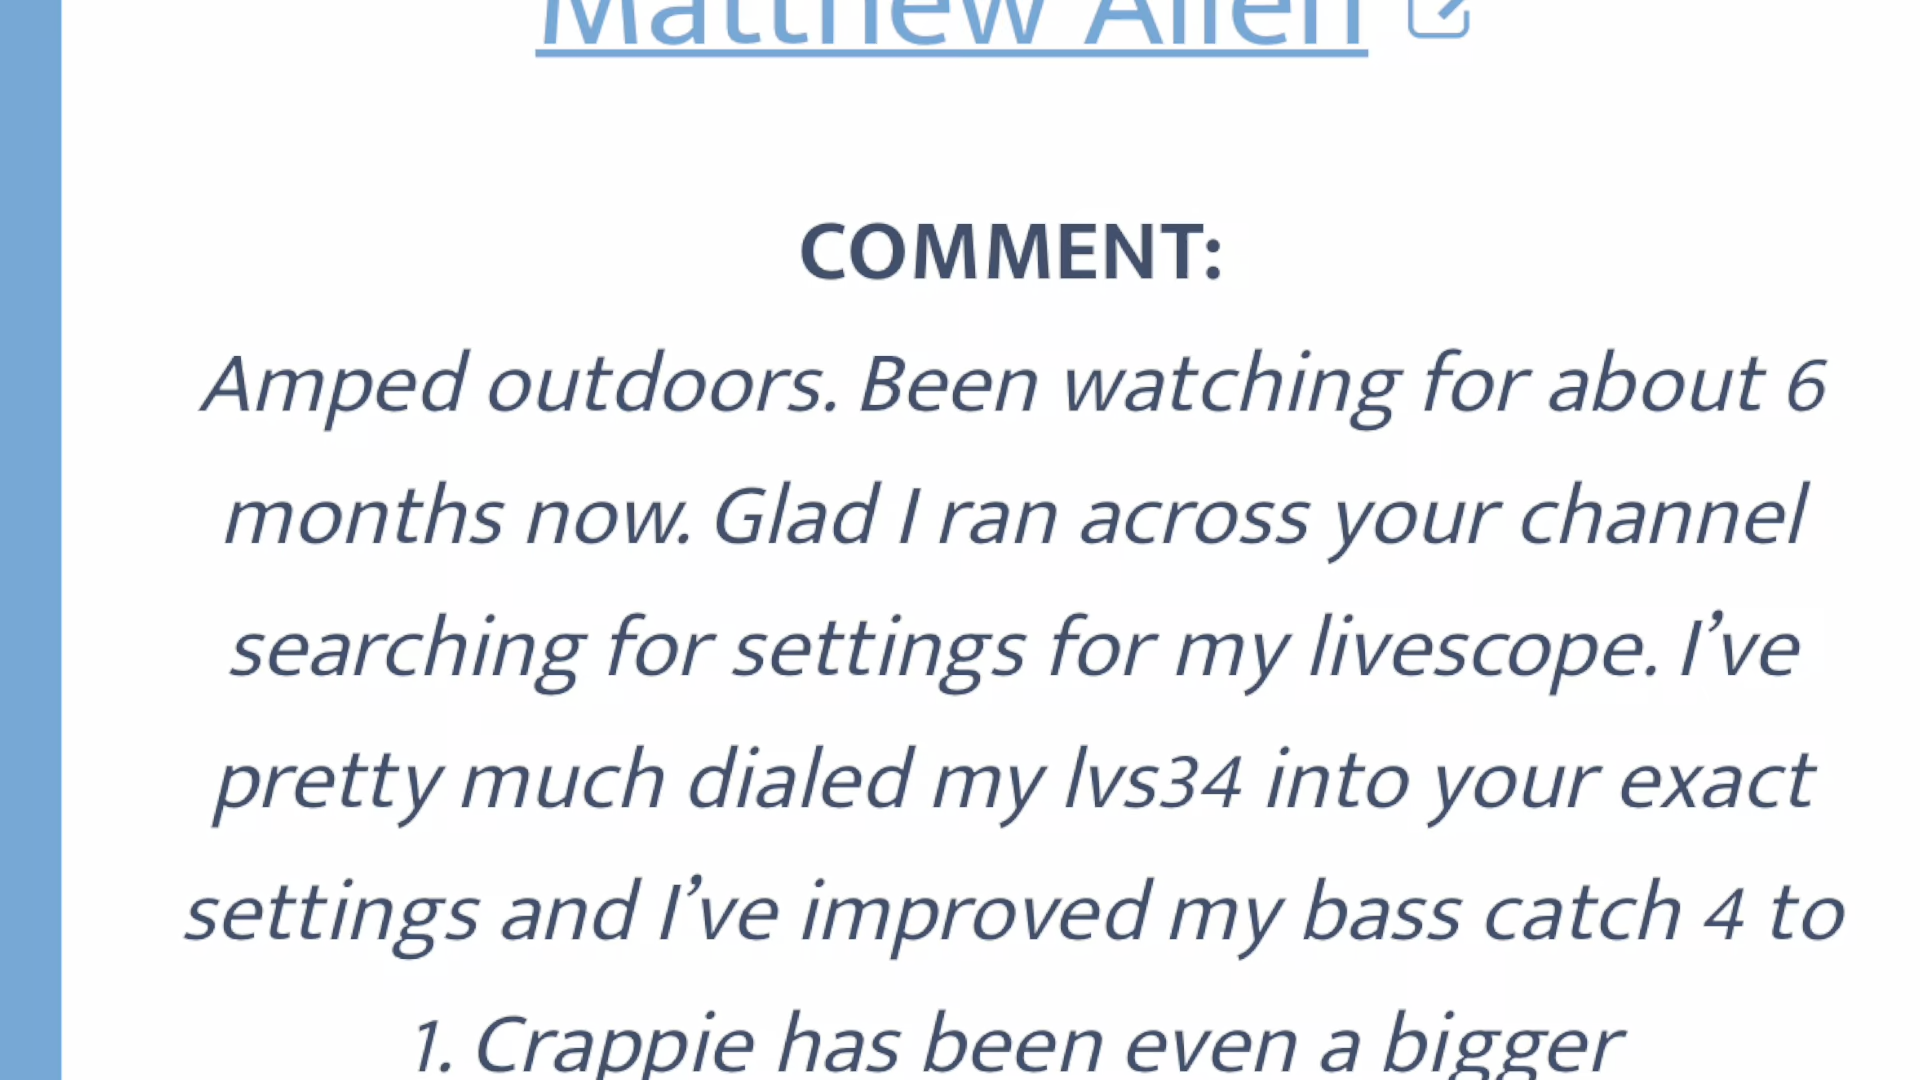 Matthew Allen
COMMENT:
Amped outdoors. Been watching for about 6
months now. Glad I ran across your channel
searching for settings for my livescope. I’ve
pretty much dialed my lvs34 into your exact
settings and I’ve improved my bass catch 4 to
1. Crappie has been even a bigger